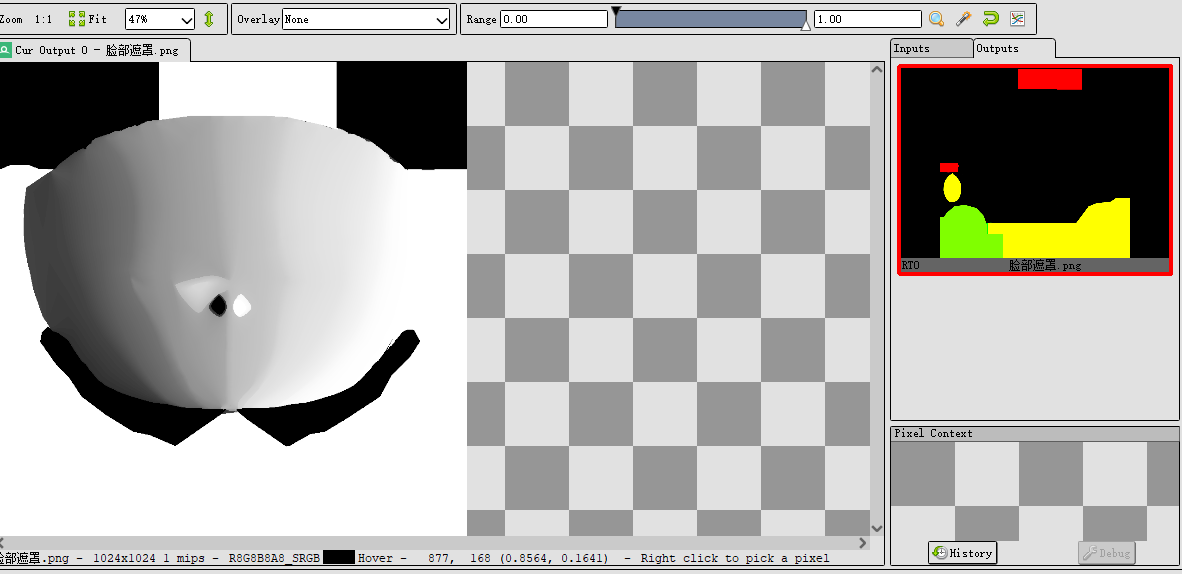 Zoom 1:1 Fit 47% Overlay None Range 0.00 1.00
Cur Output 0 - 脸部遮罩.png
Inputs Outputs
RT0 脸部遮罩.png
Pixel Context
History Debug
脸部遮罩.png - 1024x1024 1 mips - R8G8B8A8_SRGB Hover - 877, 168 (0.8564, 0.1641) - Right click to pick a pixel